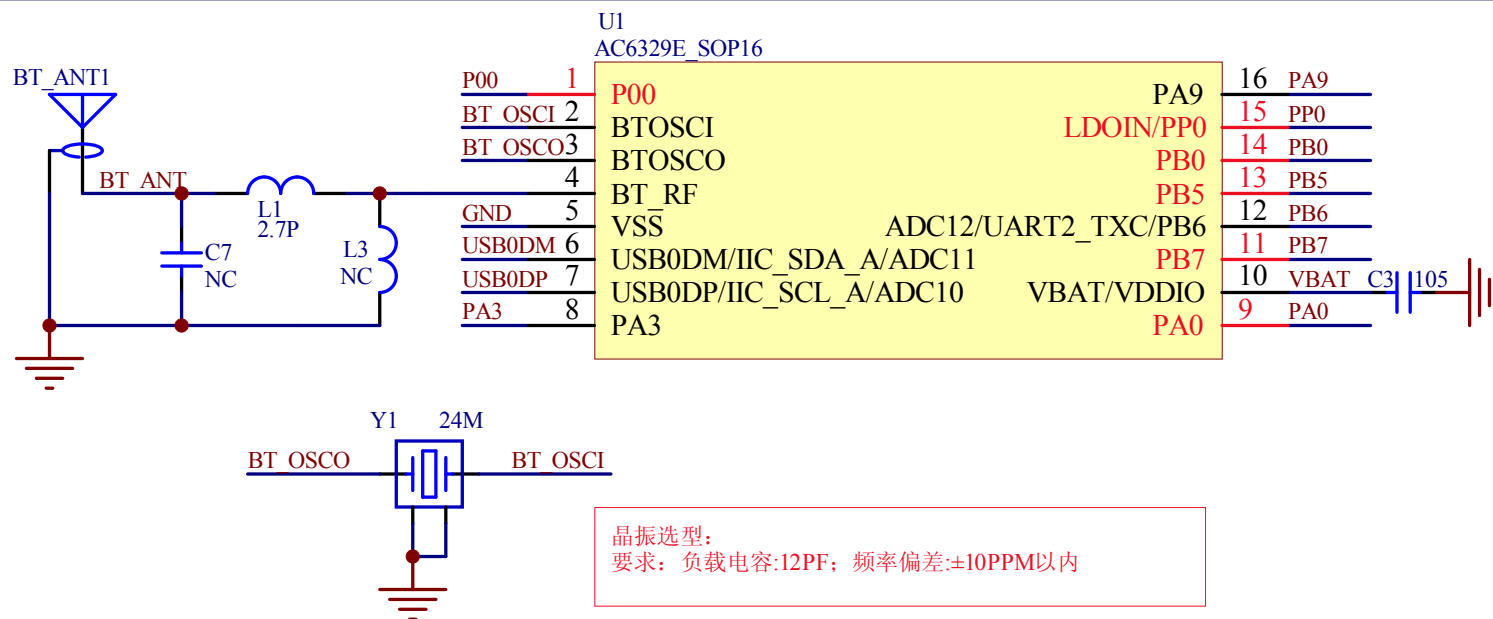 U1
AC6329E_SOP16
BT_ANT1
BT_ANT
L1
2.7P
C7
NC
L3
NC
P00 1 P00
BT_OSCI 2 BTOSCI
BT_OSCO 3 BTOSCO
4 BT_RF
GND 5 VSS
USB0DM 6 USB0DM/IIC_SDA_A/ADC11
USB0DP 7 USB0DP/IIC_SCL_A/ADC10
PA3 8 PA3
PA9 16 PA9
LDOIN/PP0 15 PP0
PB0 14 PB0
PB5 13 PB5
ADC12/UART2_TXC/PB6 12 PB6
PB7 11 PB7
VBAT/VDDIO 10 VBAT C3 105
PA0 9 PA0
Y1 24M
BT_OSCO BT_OSCI
晶振选型：
要求：负载电容:12PF；频率偏差:±10PPM以内